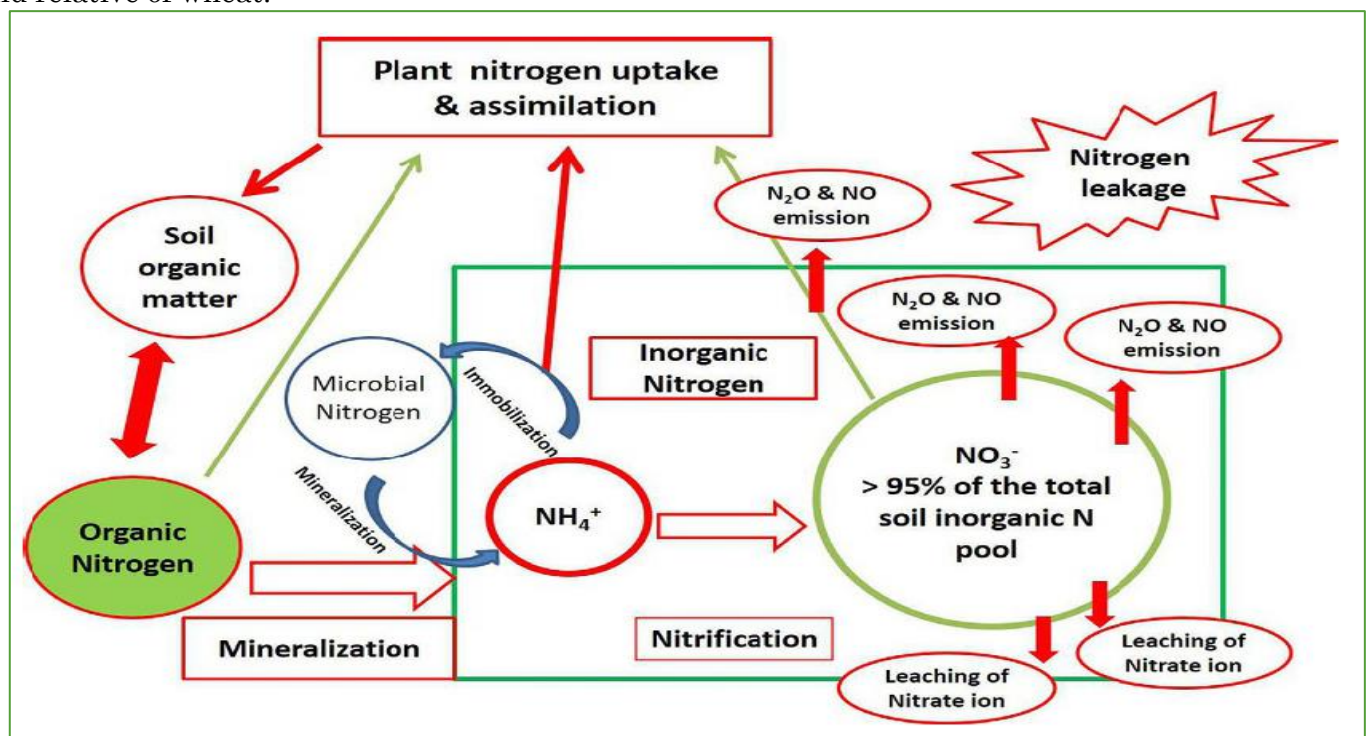 Plant nitrogen uptake
& assimilation
Nitrogen
leakage
N₂O & NO
emission
Soil
organic
matter
N₂O & NO
emission
N₂O & NO
emission
Inorganic
Nitrogen
Microbial
Nitrogen
Immobilization
Mineralization
NO₃⁻
> 95% of the total
soil inorganic N
pool
NH₄⁺
Organic
Nitrogen
Mineralization
Nitrification
Leaching of
Nitrate ion
Leaching of
Nitrate ion